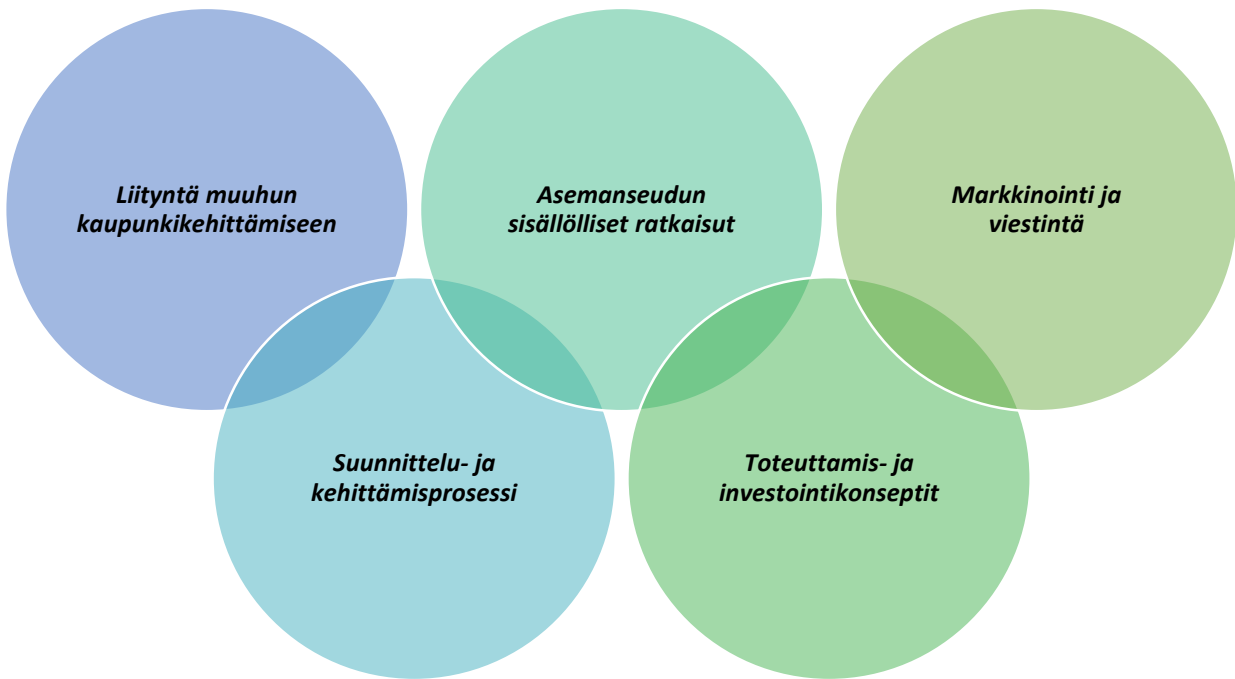 Liityntä muuhun
kaupunkikehittämiseen
Asemanseudun
sisällölliset ratkaisut
Markkinointi ja
viestintä
Suunnittelu- ja
kehittämisprosessi
Toteuttamis- ja
investointikonseptit